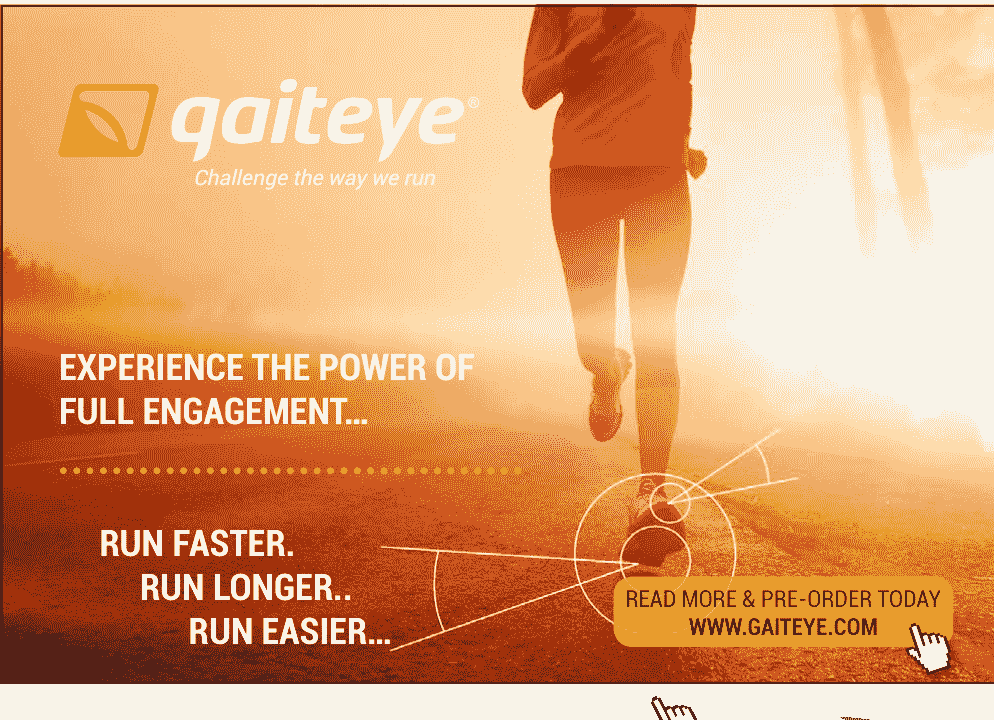 gaiteye®
Challenge the way we run
EXPERIENCE THE POWER OF
FULL ENGAGEMENT...
RUN FASTER.
RUN LONGER..
RUN EASIER...
READ MORE & PRE-ORDER TODAY
WWW.GAITEYE.COM